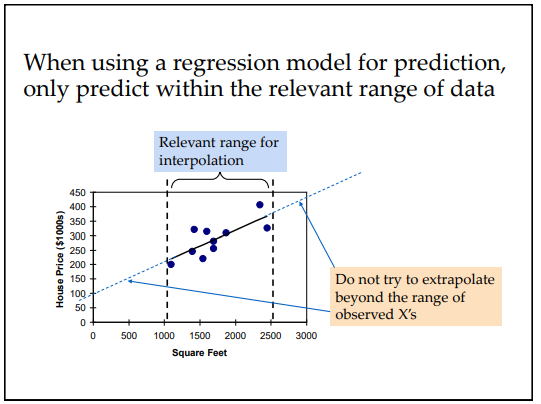 When using a regression model for prediction,
only predict within the relevant range of data
Relevant range for
interpolation
450
400
350
300
250
200
150
100
50
0
House Price ($1000s)
0 500 1000 1500 2000 2500 3000
Square Feet
Do not try to extrapolate
beyond the range of
observed X's